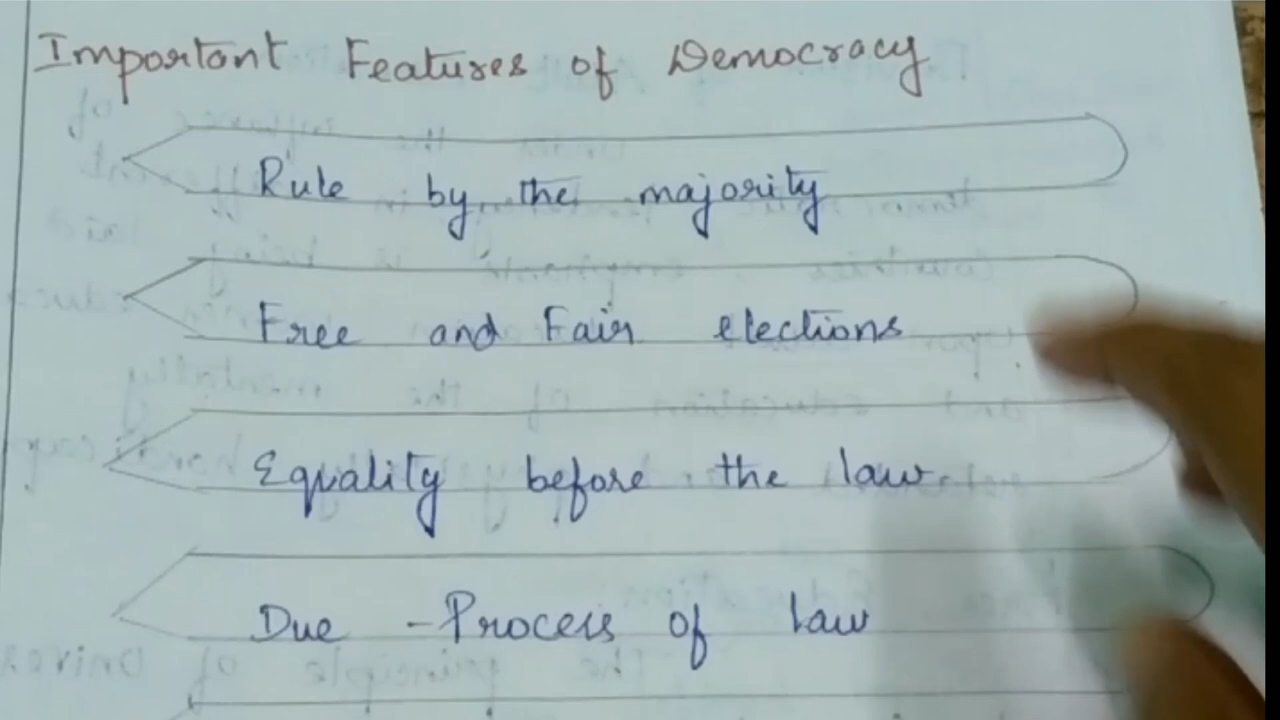 Important Features of Democracy
Rule by the majority
Free and Fair elections
Equality before the law
Due - Process of law